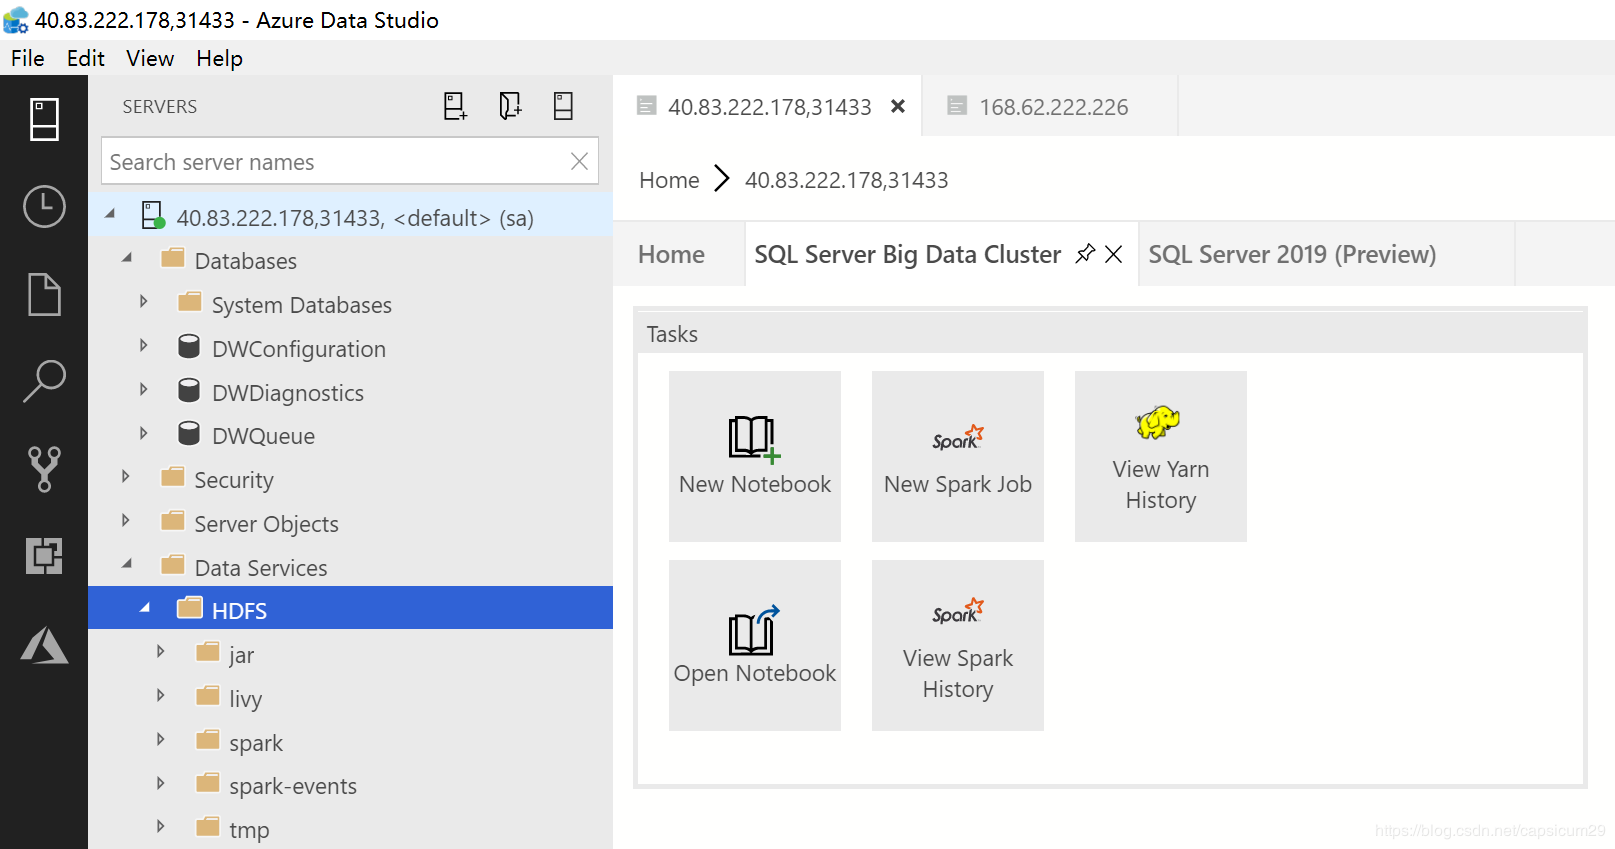 40.83.222.178,31433 - Azure Data Studio
File Edit View Help
SERVERS
Search server names
40.83.222.178,31433, <default> (sa)
Databases
System Databases
DWConfiguration
DWDiagnostics
DWQueue
Security
Server Objects
Data Services
HDFS
jar
livy
spark
spark-events
tmp
40.83.222.178,31433
168.62.222.226
Home 40.83.222.178,31433
Home
SQL Server Big Data Cluster
SQL Server 2019 (Preview)
Tasks
New Notebook
Spark
New Spark Job
View Yarn
History
Open Notebook
Spark
View Spark
History
https://blog.csdn.net/capsicum29